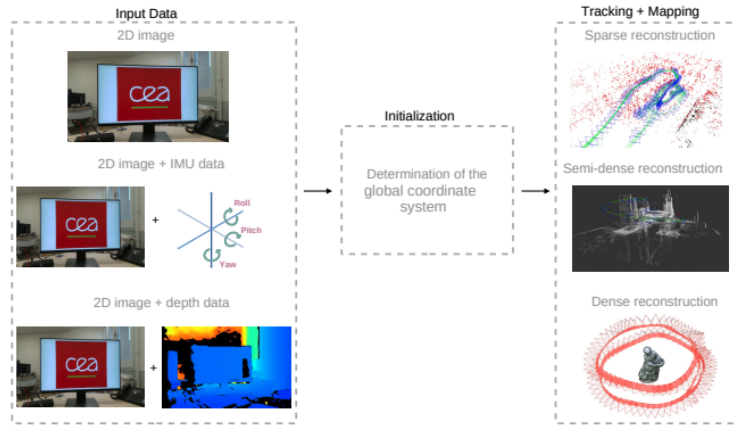 Input Data
2D image
cea
2D image + IMU data
cea
+
Roll
Pitch
Yaw
2D image + depth data
cea
+
Initialization
Determination of the
global coordinate
system
Tracking + Mapping
Sparse reconstruction
Semi-dense reconstruction
Dense reconstruction